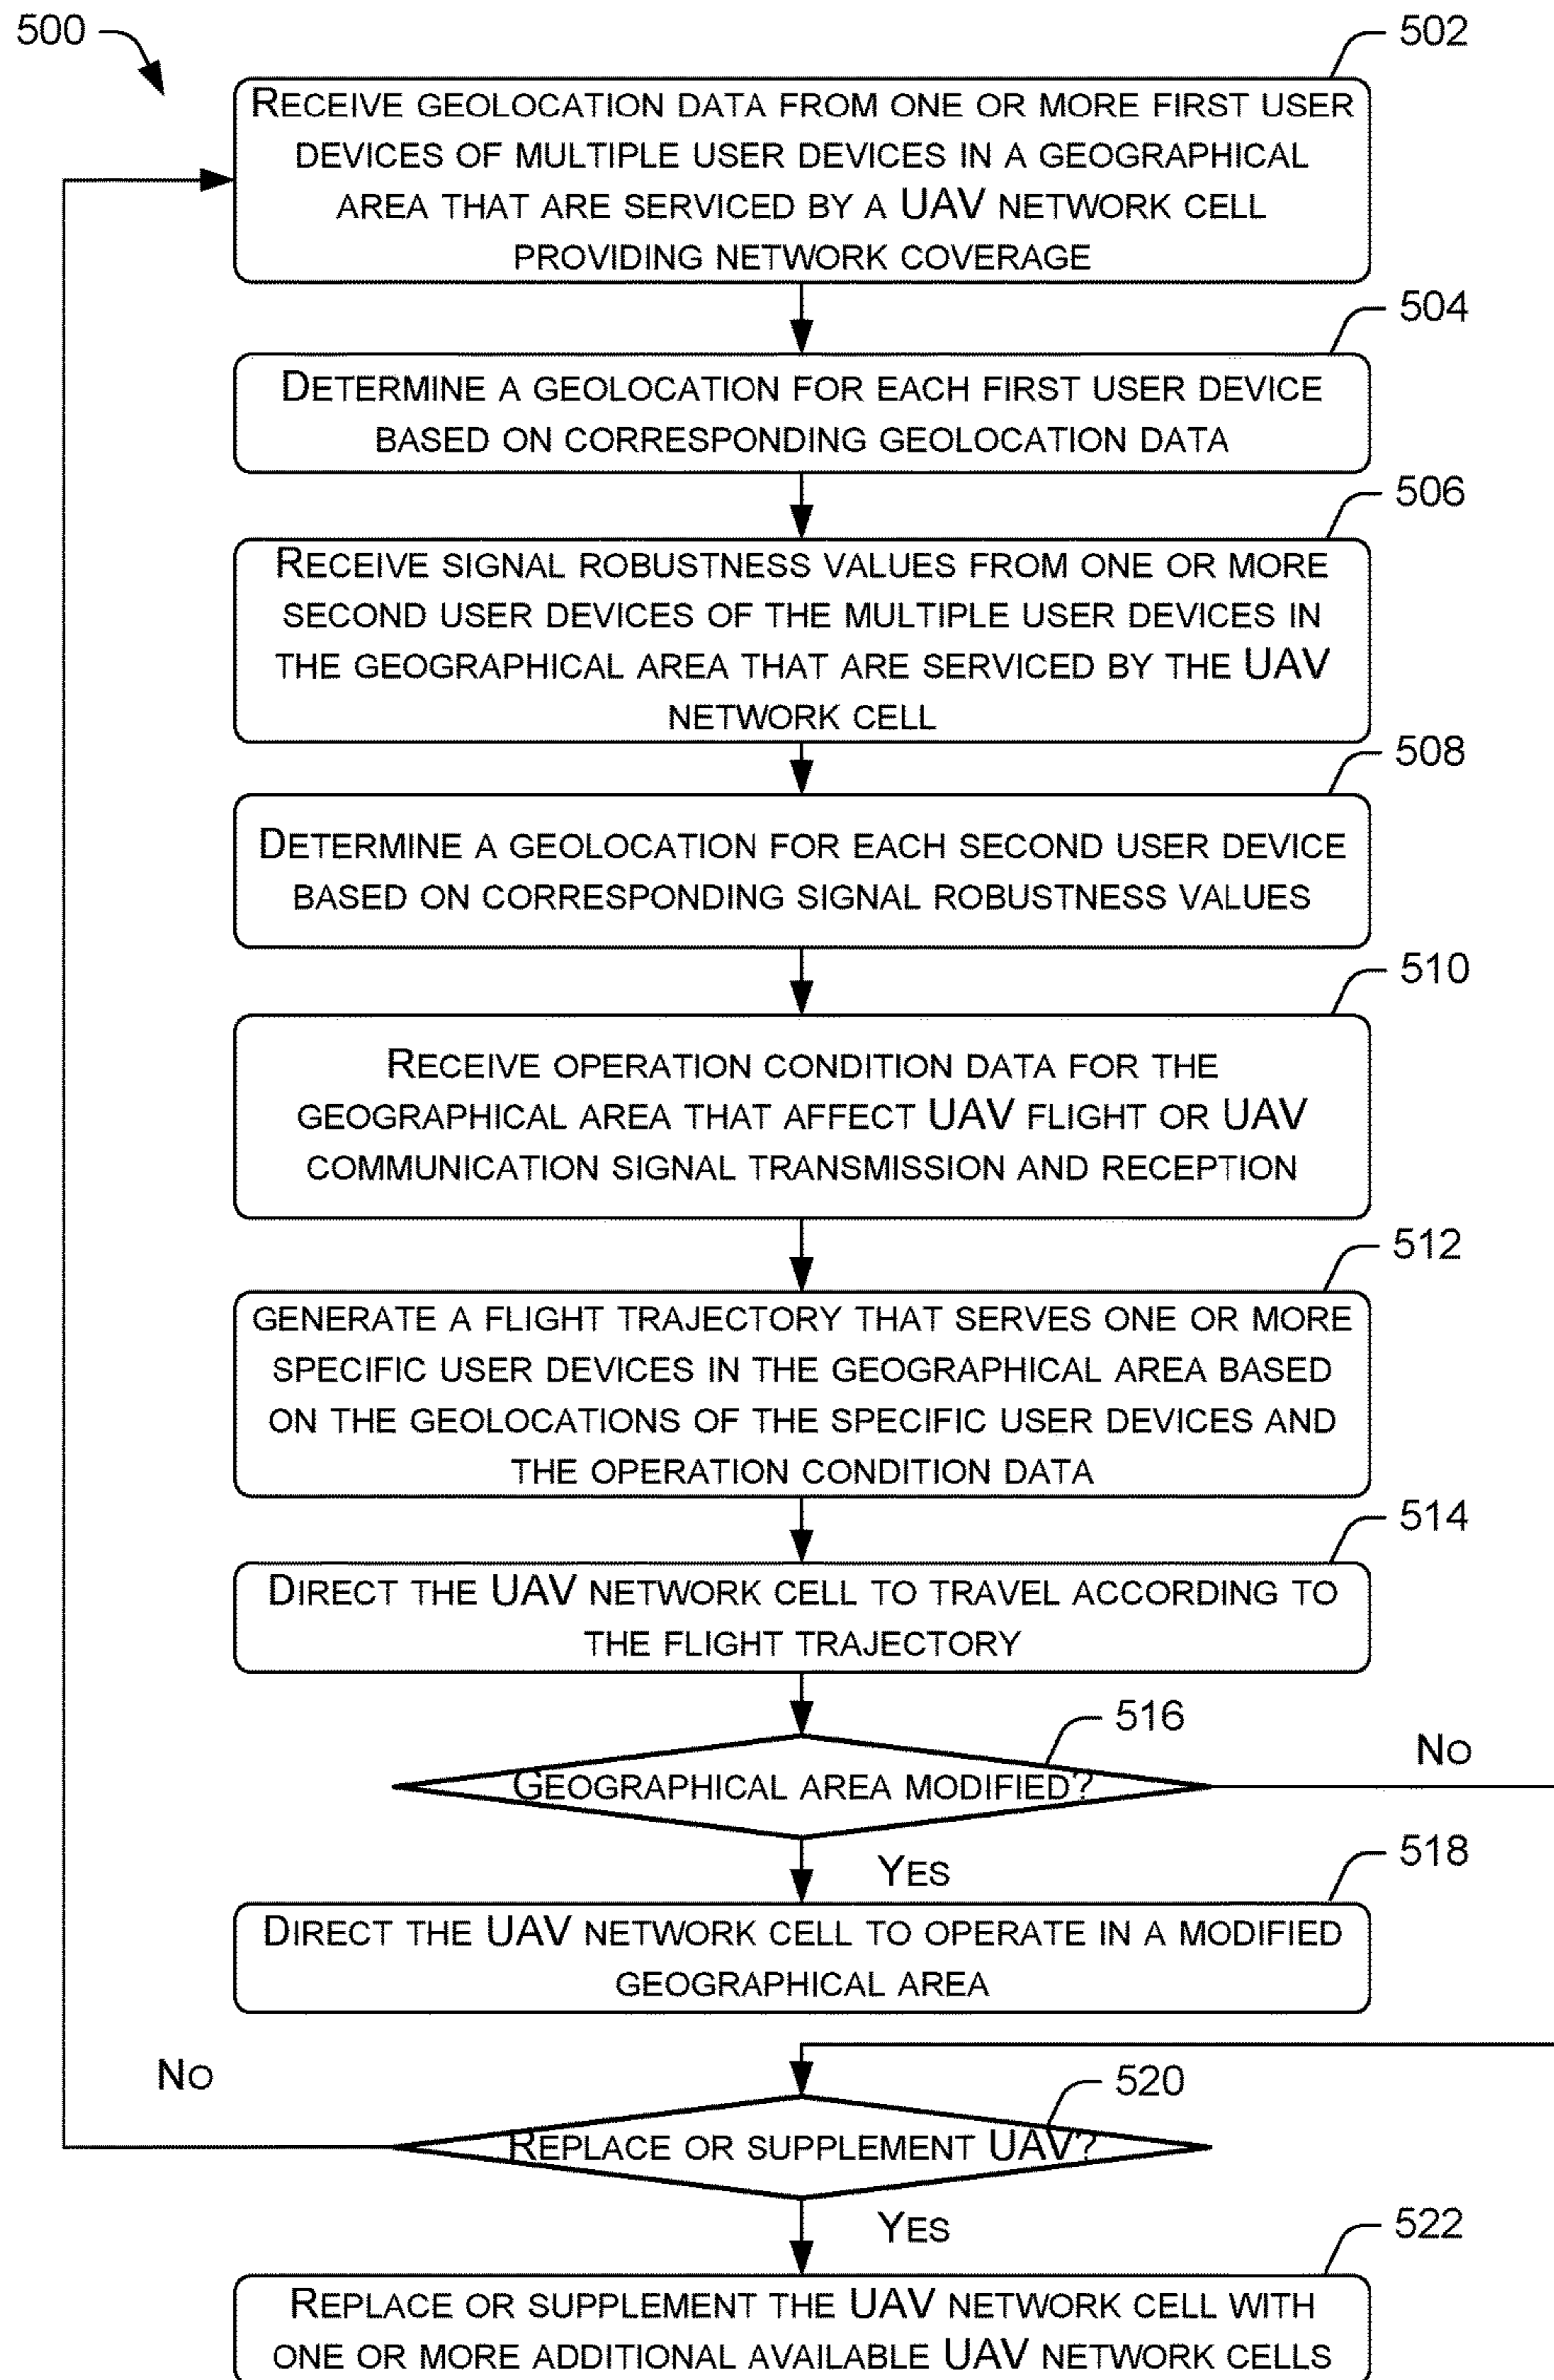 500
502
RECEIVE GEOLOCATION DATA FROM ONE OR MORE FIRST USER
DEVICES OF MULTIPLE USER DEVICES IN A GEOGRAPHICAL
AREA THAT ARE SERVICED BY A UAV NETWORK CELL
PROVIDING NETWORK COVERAGE
504
DETERMINE A GEOLOCATION FOR EACH FIRST USER DEVICE
BASED ON CORRESPONDING GEOLOCATION DATA
506
RECEIVE SIGNAL ROBUSTNESS VALUES FROM ONE OR MORE
SECOND USER DEVICES OF THE MULTIPLE USER DEVICES IN
THE GEOGRAPHICAL AREA THAT ARE SERVICED BY THE UAV
NETWORK CELL
508
DETERMINE A GEOLOCATION FOR EACH SECOND USER DEVICE
BASED ON CORRESPONDING SIGNAL ROBUSTNESS VALUES
510
RECEIVE OPERATION CONDITION DATA FOR THE
GEOGRAPHICAL AREA THAT AFFECT UAV FLIGHT OR UAV
COMMUNICATION SIGNAL TRANSMISSION AND RECEPTION
512
GENERATE A FLIGHT TRAJECTORY THAT SERVES ONE OR MORE
SPECIFIC USER DEVICES IN THE GEOGRAPHICAL AREA BASED
ON THE GEOLOCATIONS OF THE SPECIFIC USER DEVICES AND
THE OPERATION CONDITION DATA
514
DIRECT THE UAV NETWORK CELL TO TRAVEL ACCORDING TO
THE FLIGHT TRAJECTORY
516
NO
GEOGRAPHICAL AREA MODIFIED?
YES
518
DIRECT THE UAV NETWORK CELL TO OPERATE IN A MODIFIED
GEOGRAPHICAL AREA
NO
520
REPLACE OR SUPPLEMENT UAV?
YES
522
REPLACE OR SUPPLEMENT THE UAV NETWORK CELL WITH
ONE OR MORE ADDITIONAL AVAILABLE UAV NETWORK CELLS